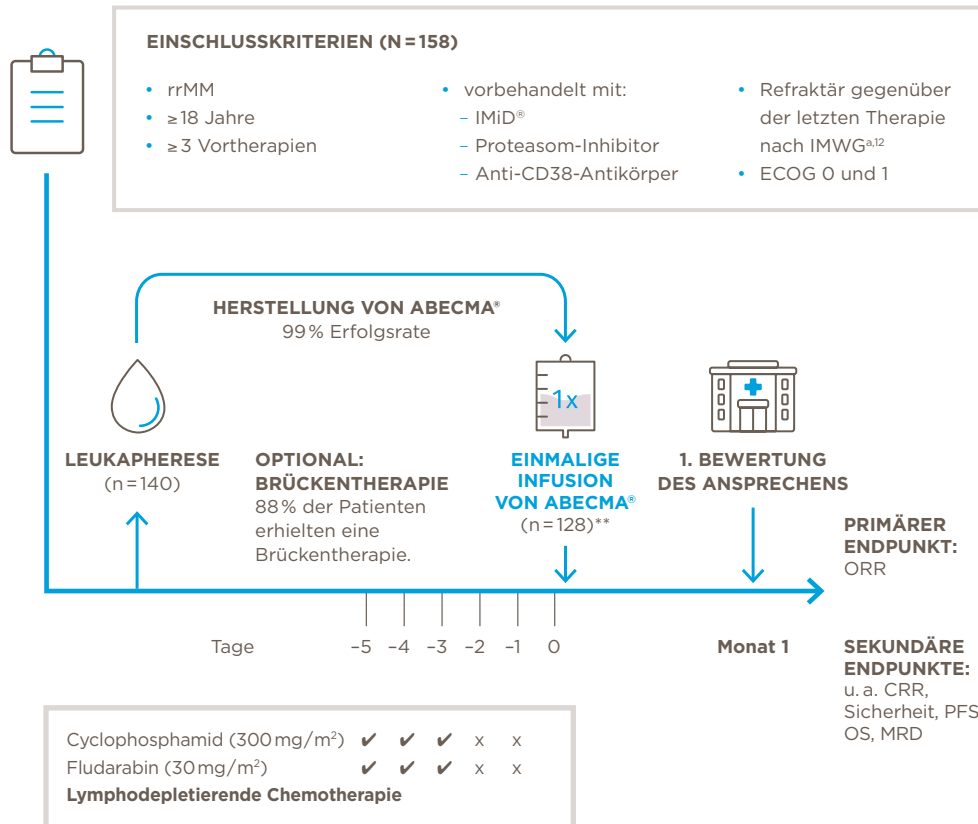 EINSCHLUSSKRITERIEN (N = 158)
• rrMM
• ≥ 18 Jahre
• ≥ 3 Vortherapien
• vorbehandelt mit:
– IMiD®
– Proteasom-Inhibitor
– Anti-CD38-Antikörper
• Refraktär gegenüber
der letzten Therapie
nach IMWGa,12
• ECOG 0 und 1
HERSTELLUNG VON ABECMA®
99 % Erfolgsrate
1x
LEUKAPHERESE
(n = 140)
OPTIONAL:
BRÜCKENTHERAPIE
88 % der Patienten
erhielten eine
Brückentherapie.
EINMALIGE
INFUSION
VON ABECMA®
(n = 128)**
1. BEWERTUNG
DES ANSPRECHENS
PRIMÄRER
ENDPUNKT:
ORR
Tage –5 –4 –3 –2 –1 0 Monat 1
SEKUNDÄRE
ENDPUNKTE:
u. a. CRR,
Sicherheit, PFS
OS, MRD
Cyclophosphamid (300 mg/m²) ✔ ✔ ✔ x x
Fludarabin (30 mg/m²) ✔ ✔ ✔ x x
Lymphodepletierende Chemotherapie